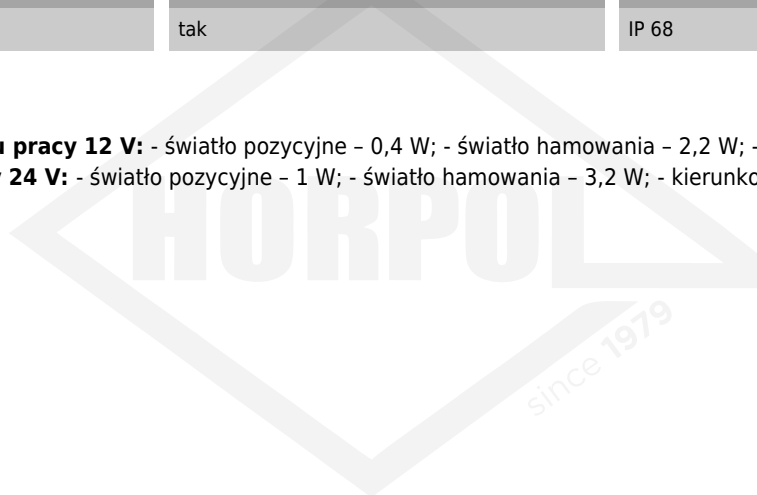 tak IP 68
pracy 12 V: - światło pozycyjne – 0,4 W; - światło hamowania – 2,2 W; -
24 V: - światło pozycyjne – 1 W; - światło hamowania – 3,2 W; - kierunko
HORPOL
since 1979